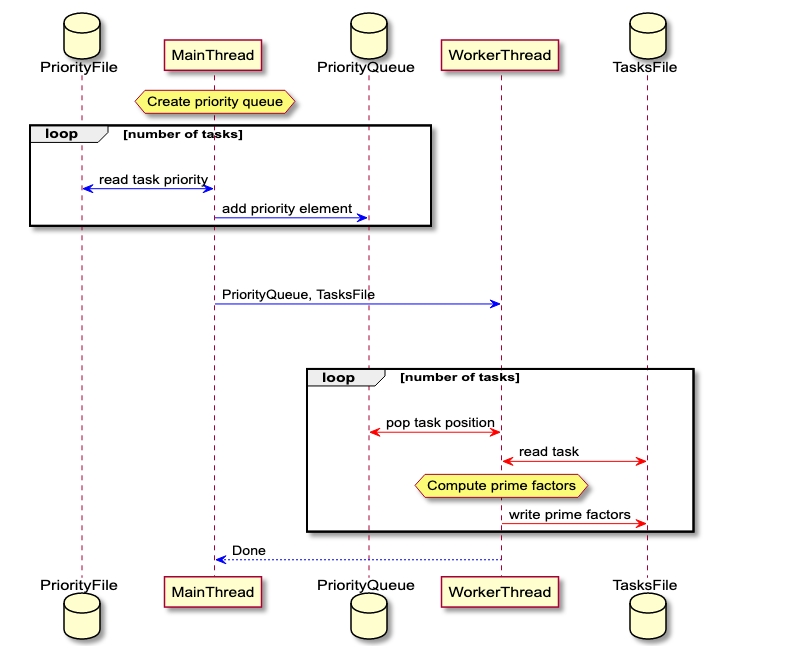 PriorityFile
MainThread
PriorityQueue
WorkerThread
TasksFile
Create priority queue
loop
[number of tasks]
read task priority
add priority element
PriorityQueue, TasksFile
loop
[number of tasks]
pop task position
read task
Compute prime factors
write prime factors
Done
PriorityFile
MainThread
PriorityQueue
WorkerThread
TasksFile